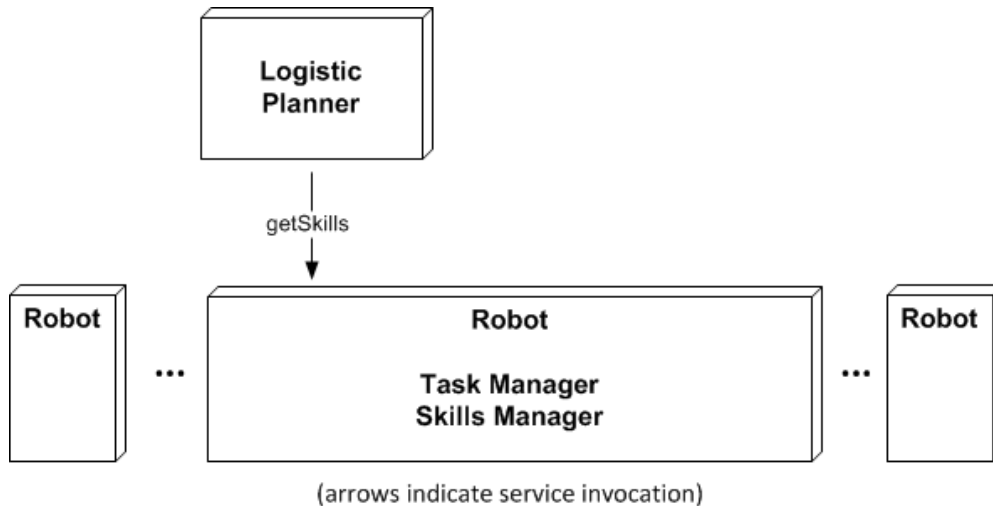 Logistic
Planner
getSkills
Robot
...
Robot
Task Manager
Skills Manager
...
Robot
(arrows indicate service invocation)